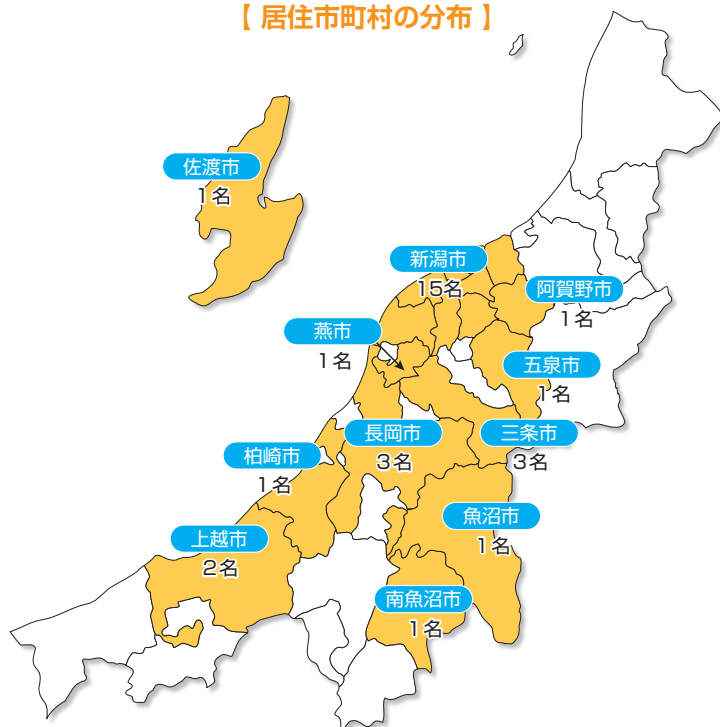 【 居住市町村の分布 】
佐渡市
1名
新潟市
15名
阿賀野市
1名
燕市
1名
五泉市
1名
長岡市
3名
三条市
3名
柏崎市
1名
魚沼市
1名
上越市
2名
南魚沼市
1名